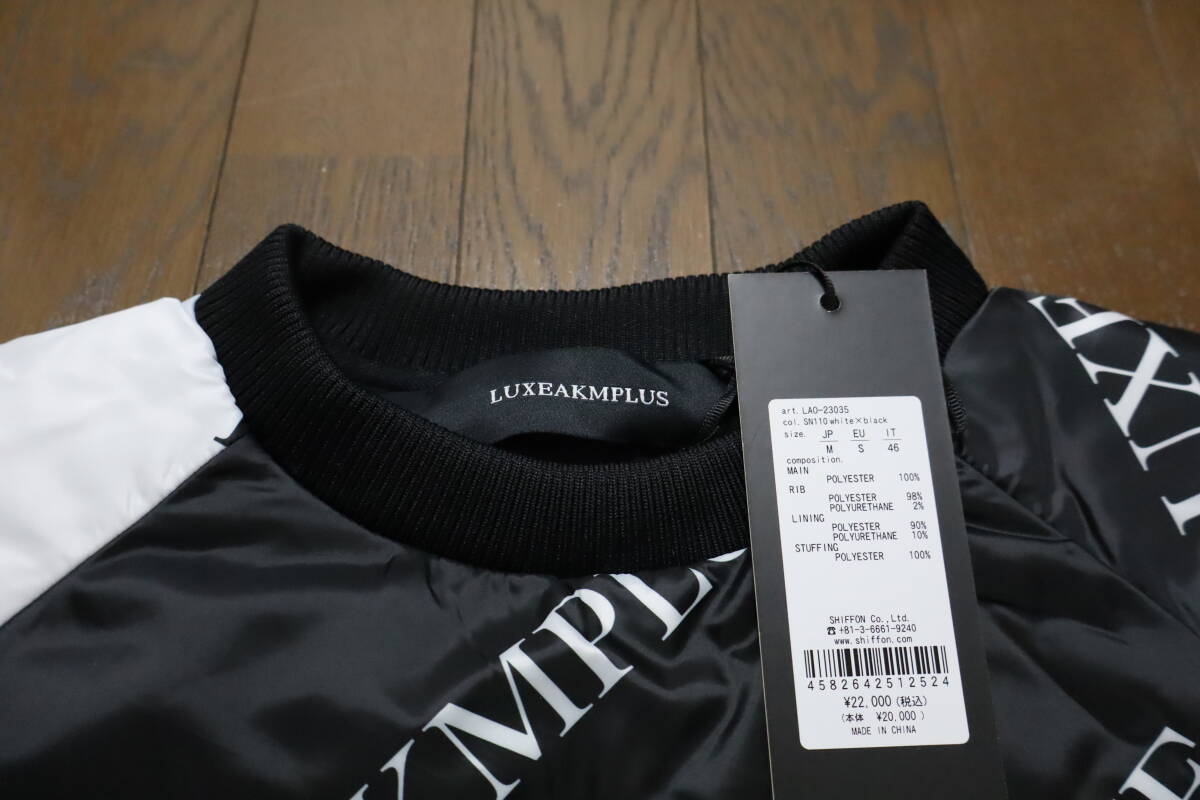 LUXEAKMPLUS
art. LAO-23035
col. SN110 white×black
size. JP EU IT
M S 46
composition.
MAIN
POLYESTER 100%
RIB
POLYESTER 98%
POLYURETHANE 2%
LINING
POLYESTER 90%
POLYURETHANE 10%
STUFFING
POLYESTER 100%
SHIFFON Co., Ltd.
☎ +81-3-6661-9240
www.shiffon.com
4582642512524
¥22,000 (税込)
(本体 ¥20,000 )
MADE IN CHINA
KMPL